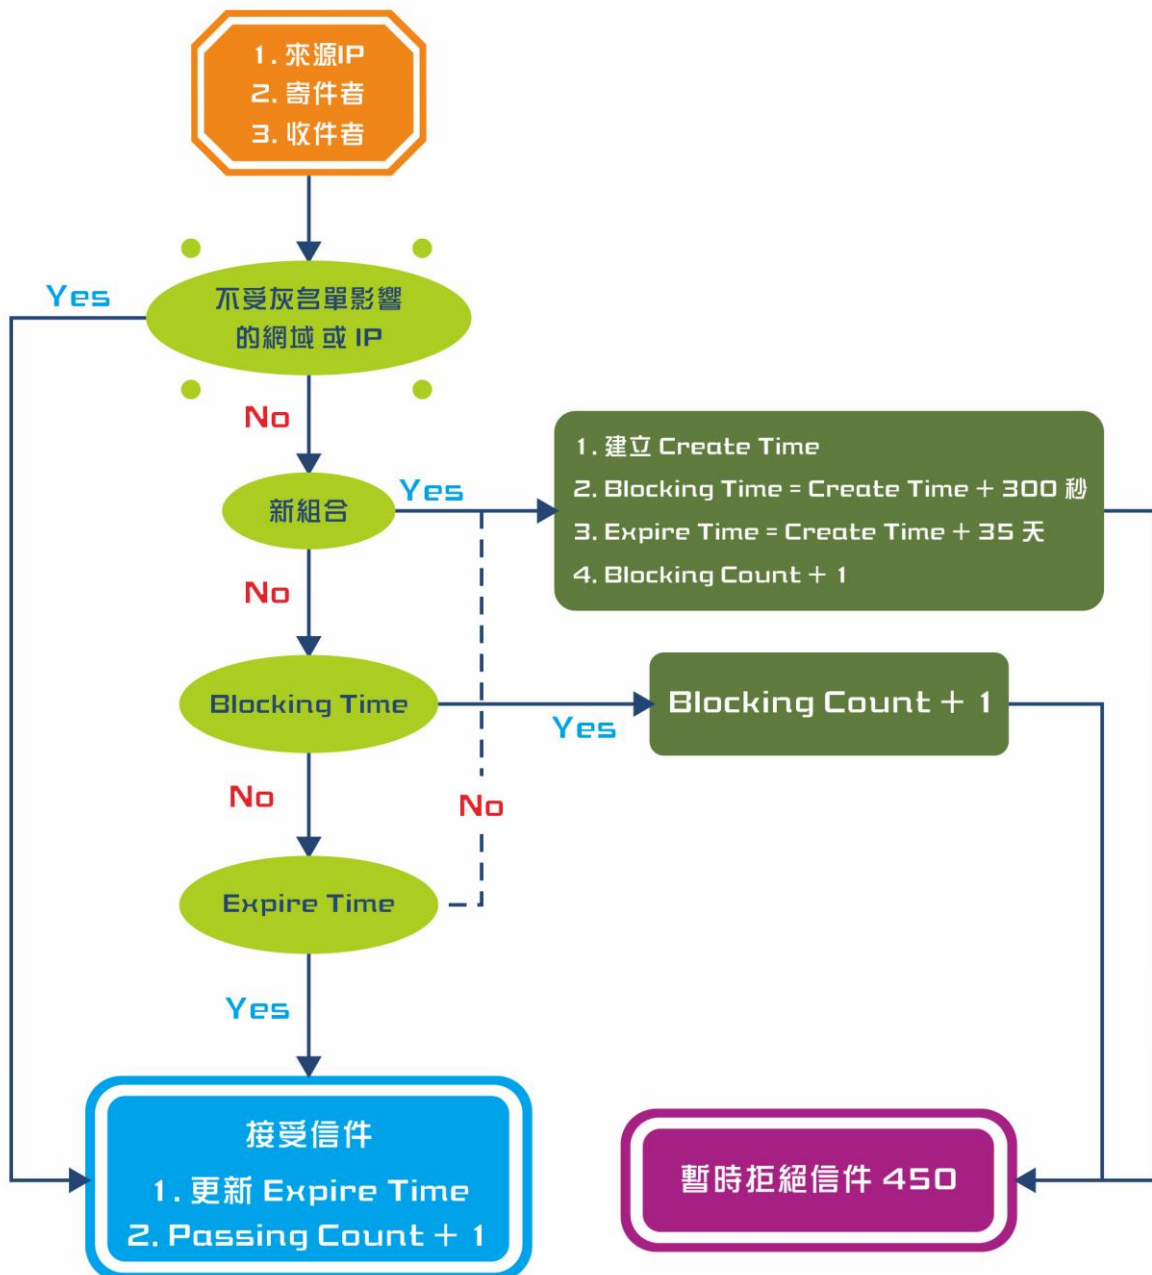 1. 來源IP
2. 寄件者
3. 收件者
Yes
不受灰名單影響
的網域 或 IP
No
新組合
Yes
1. 建立 Create Time
2. Blocking Time = Create Time + 300 秒
3. Expire Time = Create Time + 35 天
4. Blocking Count + 1
No
Blocking Time
Yes
Blocking Count + 1
No
No
Expire Time
Yes
接受信件
1. 更新 Expire Time
2. Passing Count + 1
暫時拒絕信件 450